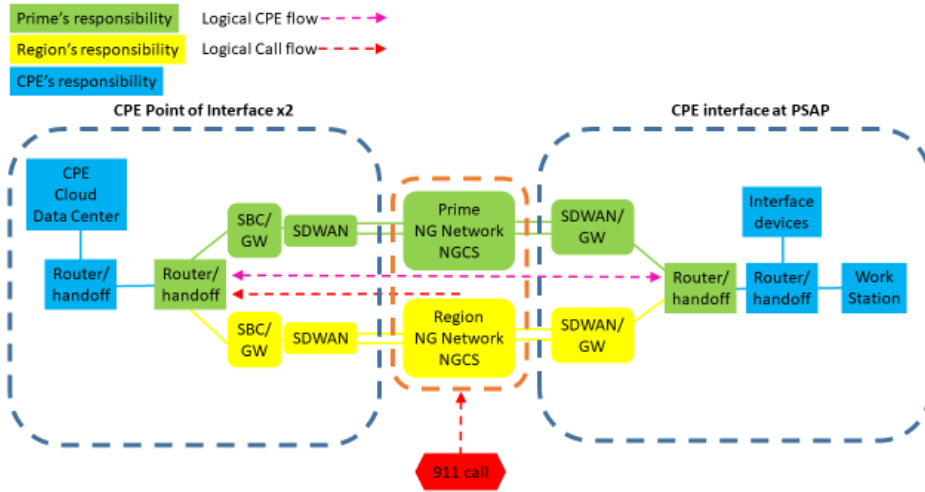 Prime's responsibility
Logical CPE flow
Region's responsibility
Logical Call flow
CPE's responsibility
CPE Point of Interface x2
CPE interface at PSAP
CPE
Cloud
Data Center
Router/
handoff
Router/
handoff
SBC/
GW
SDWAN
SBC/
GW
SDWAN
Prime
NG Network
NGCS
Region
NG Network
NGCS
911 call
SDWAN/
GW
SDWAN/
GW
Router/
handoff
Interface
devices
Router/
handoff
Work
Station